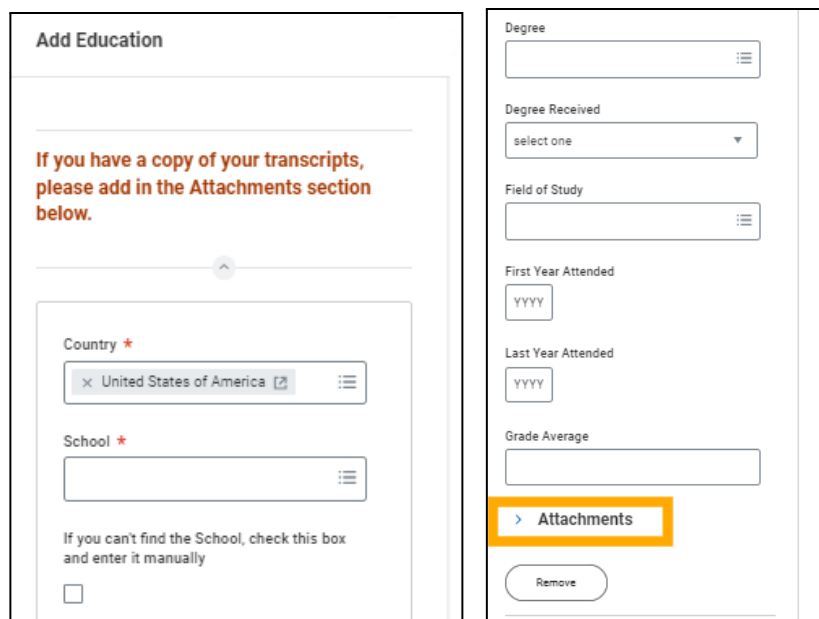 Add Education
If you have a copy of your transcripts,
please add in the Attachments section
below.
Country *
× United States of America
School *
If you can't find the School, check this box
and enter it manually
Degree
Degree Received
select one
Field of Study
First Year Attended
YYYY
Last Year Attended
YYYY
Grade Average
Attachments
Remove